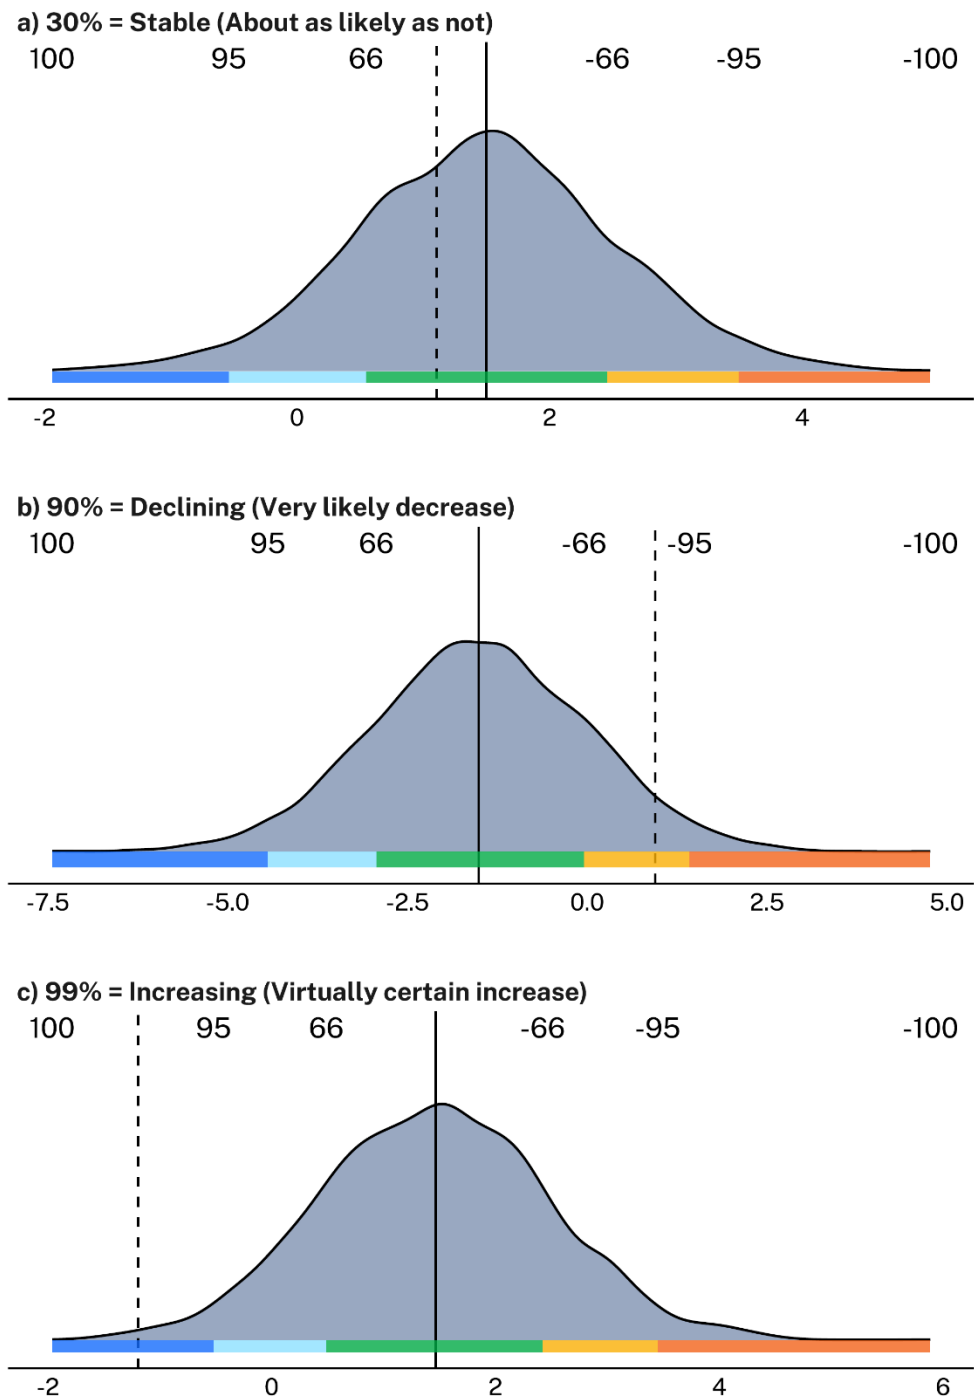 a) 30% = Stable (About as likely as not)
100 95 66 -66 -95 -100
-2 0 2 4
b) 90% = Declining (Very likely decrease)
100 95 66 -66 -95 -100
-7.5 -5.0 -2.5 0.0 2.5 5.0
c) 99% = Increasing (Virtually certain increase)
100 95 66 -66 -95 -100
-2 0 2 4 6